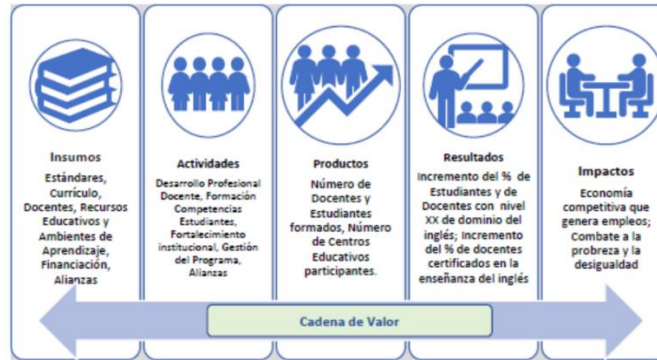 Insumos
Estándares,
Currículo,
Docentes, Recursos
Educativos y
Ambientes de
Aprendizaje,
Financiación,
Alianzas
Actividades
Desarrollo Profesional
Docente, Formación
Competencias
Estudiantes,
Fortalecimiento
institucional, Gestión
del Programa,
Alianzas
Productos
Número de
Docentes y
Estudiantes
formados, Número
de Centros
Educativos
participantes.
Resultados
Incremento del % de
Estudiantes y de
Docentes con nivel
XX de dominio del
inglés; Incremento
del % de docentes
certificados en la
enseñanza del inglés
Impactos
Economía
competitiva que
genera empleos;
Combate a la
probreza y la
desigualdad
Cadena de Valor